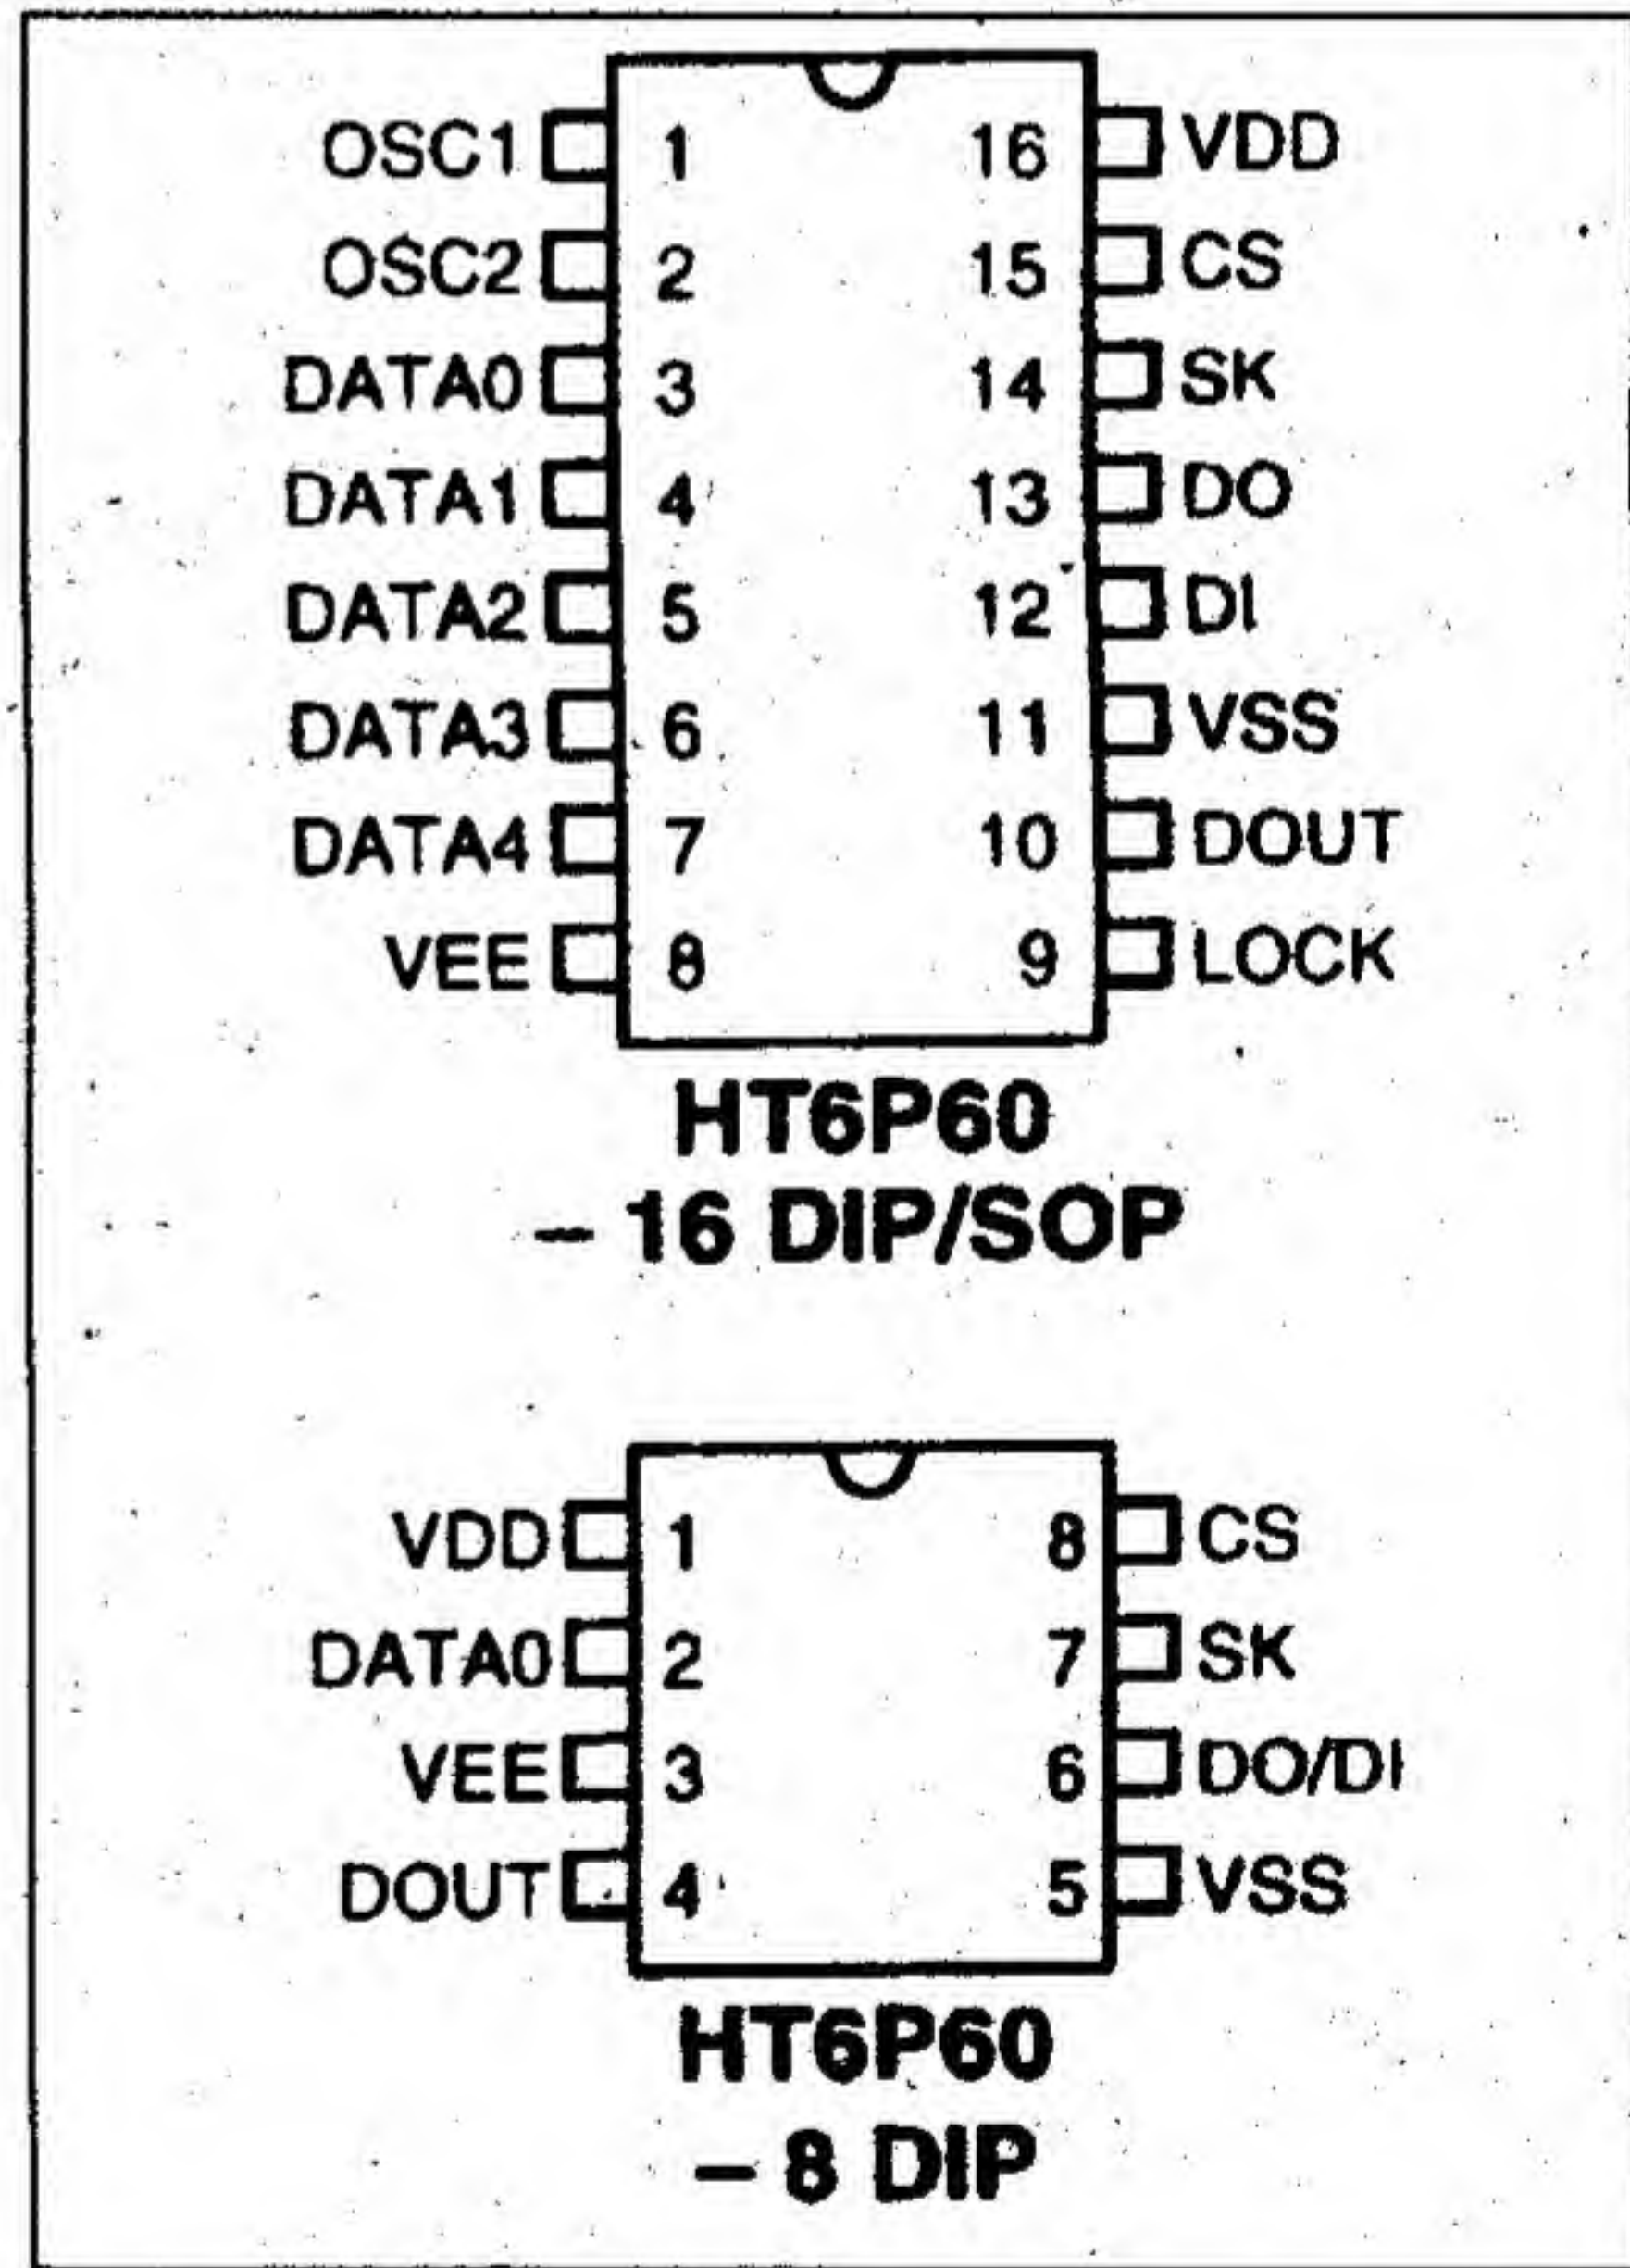 OSC1 1 16 VDD
OSC2 2 15 CS
DATA0 3 14 SK
DATA1 4 13 DO
DATA2 5 12 DI
DATA3 6 11 VSS
DATA4 7 10 DOUT
VEE 8 9 LOCK
HT6P60
– 16 DIP/SOP
VDD 1 8 CS
DATA0 2 7 SK
VEE 3 6 DO/DI
DOUT 4 5 VSS
HT6P60
– 8 DIP